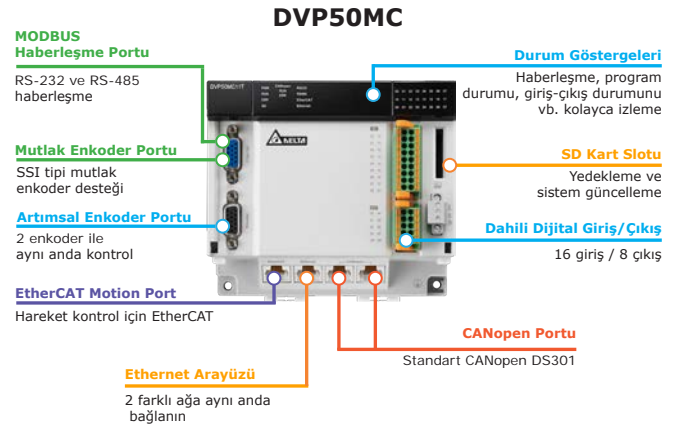 DVP50MC
MODBUS
Haberleşme Portu
RS-232 ve RS-485
haberleşme
Mutlak Enkoder Portu
SSI tipi mutlak
enkoder desteği
Artımsal Enkoder Portu
2 enkoder ile
aynı anda kontrol
EtherCAT Motion Port
Hareket kontrol için EtherCAT
Ethernet Arayüzü
2 farklı ağa aynı anda
bağlanın
Durum Göstergeleri
Haberleşme, program
durumu, giriş-çıkış durumunu
vb. kolayca izleme
SD Kart Slotu
Yedekleme ve
sistem güncelleme
Dahili Dijital Giriş/Çıkış
16 giriş / 8 çıkış
CANopen Portu
Standart CANopen DS301
DVP50MC11T
DELTA